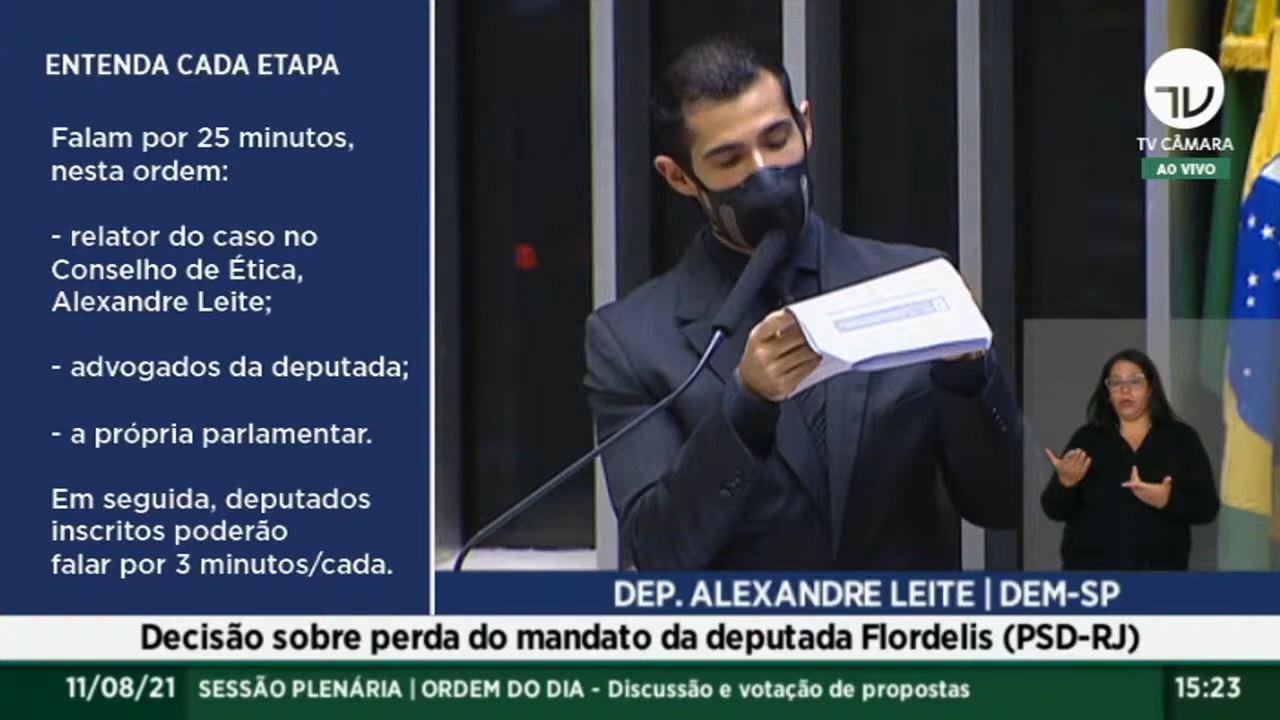 ENTENDA CADA ETAPA
Falam por 25 minutos,
nesta ordem:
- relator do caso no
Conselho de Ética,
Alexandre Leite;
- advogados da deputada;
- a própria parlamentar.
Em seguida, deputados
inscritos poderão
falar por 3 minutos/cada.
TV CÂMARA
AO VIVO
DEP. ALEXANDRE LEITE | DEM-SP
Decisão sobre perda do mandato da deputada Flordelis (PSD-RJ)
11/08/21 SESSÃO PLENÁRIA | ORDEM DO DIA - Discussão e votação de propostas 15:23